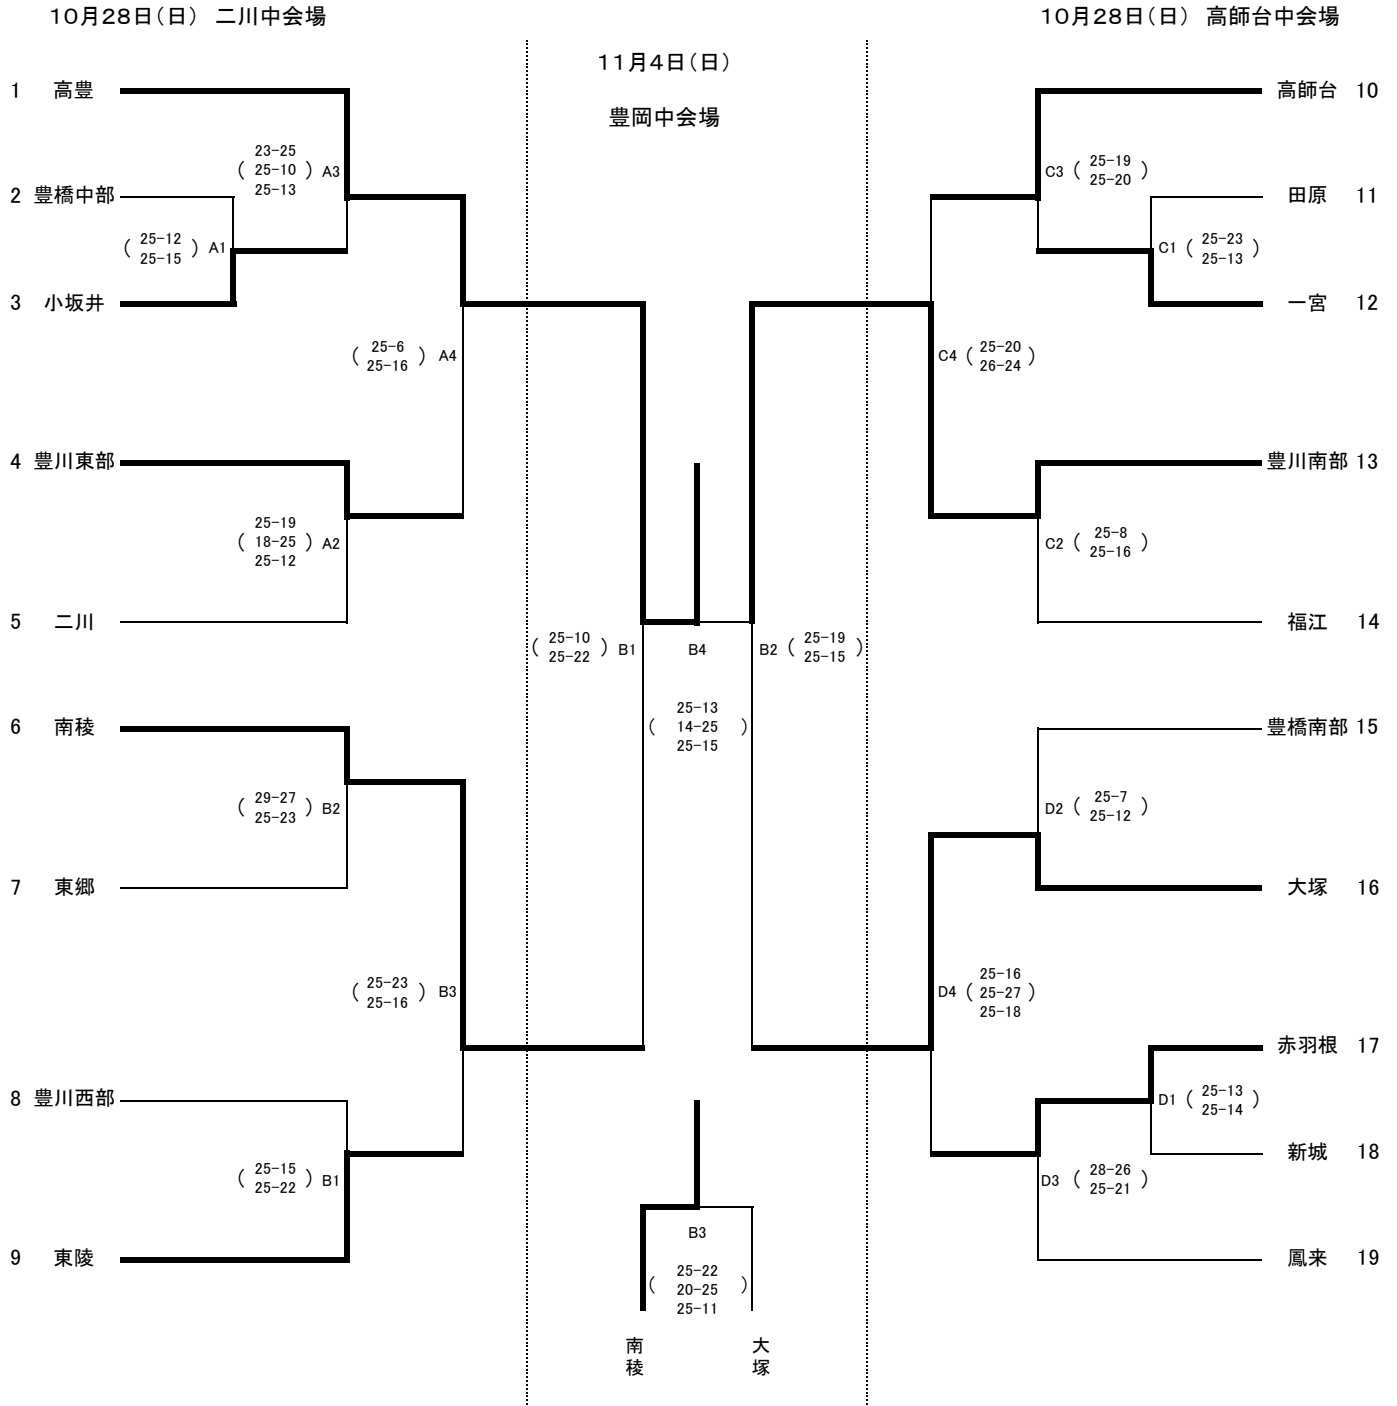 10月28日(日) 二川中会場
10月28日(日) 高師台中会場
11月4日(日)
豊岡中会場
1 高豊
高師台 10
23-25
( 25-10 ) A3
25-13
C3 ( 25-19
25-20 )
2 豊橋中部
田原 11
( 25-12
25-15 ) A1
C1 ( 25-23
25-13 )
3 小坂井
一宮 12
( 25-6
25-16 ) A4
C4 ( 25-20
26-24 )
4 豊川東部
豊川南部 13
25-19
( 18-25 ) A2
25-12
C2 ( 25-8
25-16 )
5 二川
福江 14
( 25-10
25-22 ) B1
B4
B2 ( 25-19
25-15 )
25-13
( 14-25 )
25-15
6 南稜
豊橋南部 15
( 29-27
25-23 ) B2
D2 ( 25-7
25-12 )
7 東郷
大塚 16
( 25-23
25-16 ) B3
25-16
D4 ( 25-27 )
25-18
赤羽根 17
8 豊川西部
D1 ( 25-13
25-14 )
新城 18
( 25-15
25-22 ) B1
D3 ( 28-26
25-21 )
9 東陵
鳳来 19
B3
25-22
( 20-25 )
25-11
南稜
大塚